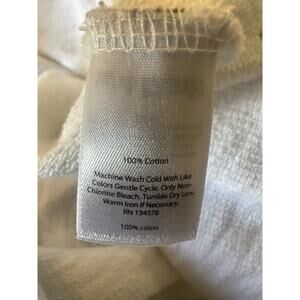 100% Cotton
Machine Wash Cold With Like
Colors Gentle Cycle. Only Non-
Chlorine Bleach. Tumble Dry Low.
Warm Iron If Necessary.
RN 134578
100% cotton